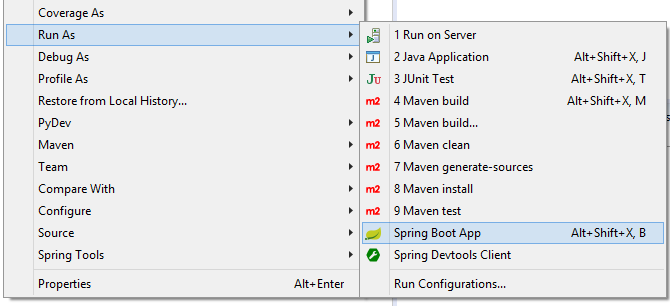 Coverage As
Run As
Debug As
Profile As
Restore from Local History...
PyDev
Maven
Team
Compare With
Configure
Source
Spring Tools
Properties Alt+Enter
1 Run on Server
J 2 Java Application Alt+Shift+X, J
JU 3 JUnit Test Alt+Shift+X, T
m2 4 Maven build Alt+Shift+X, M
m2 5 Maven build...
m2 6 Maven clean
m2 7 Maven generate-sources
m2 8 Maven install
m2 9 Maven test
Spring Boot App Alt+Shift+X, B
Spring Devtools Client
Run Configurations...